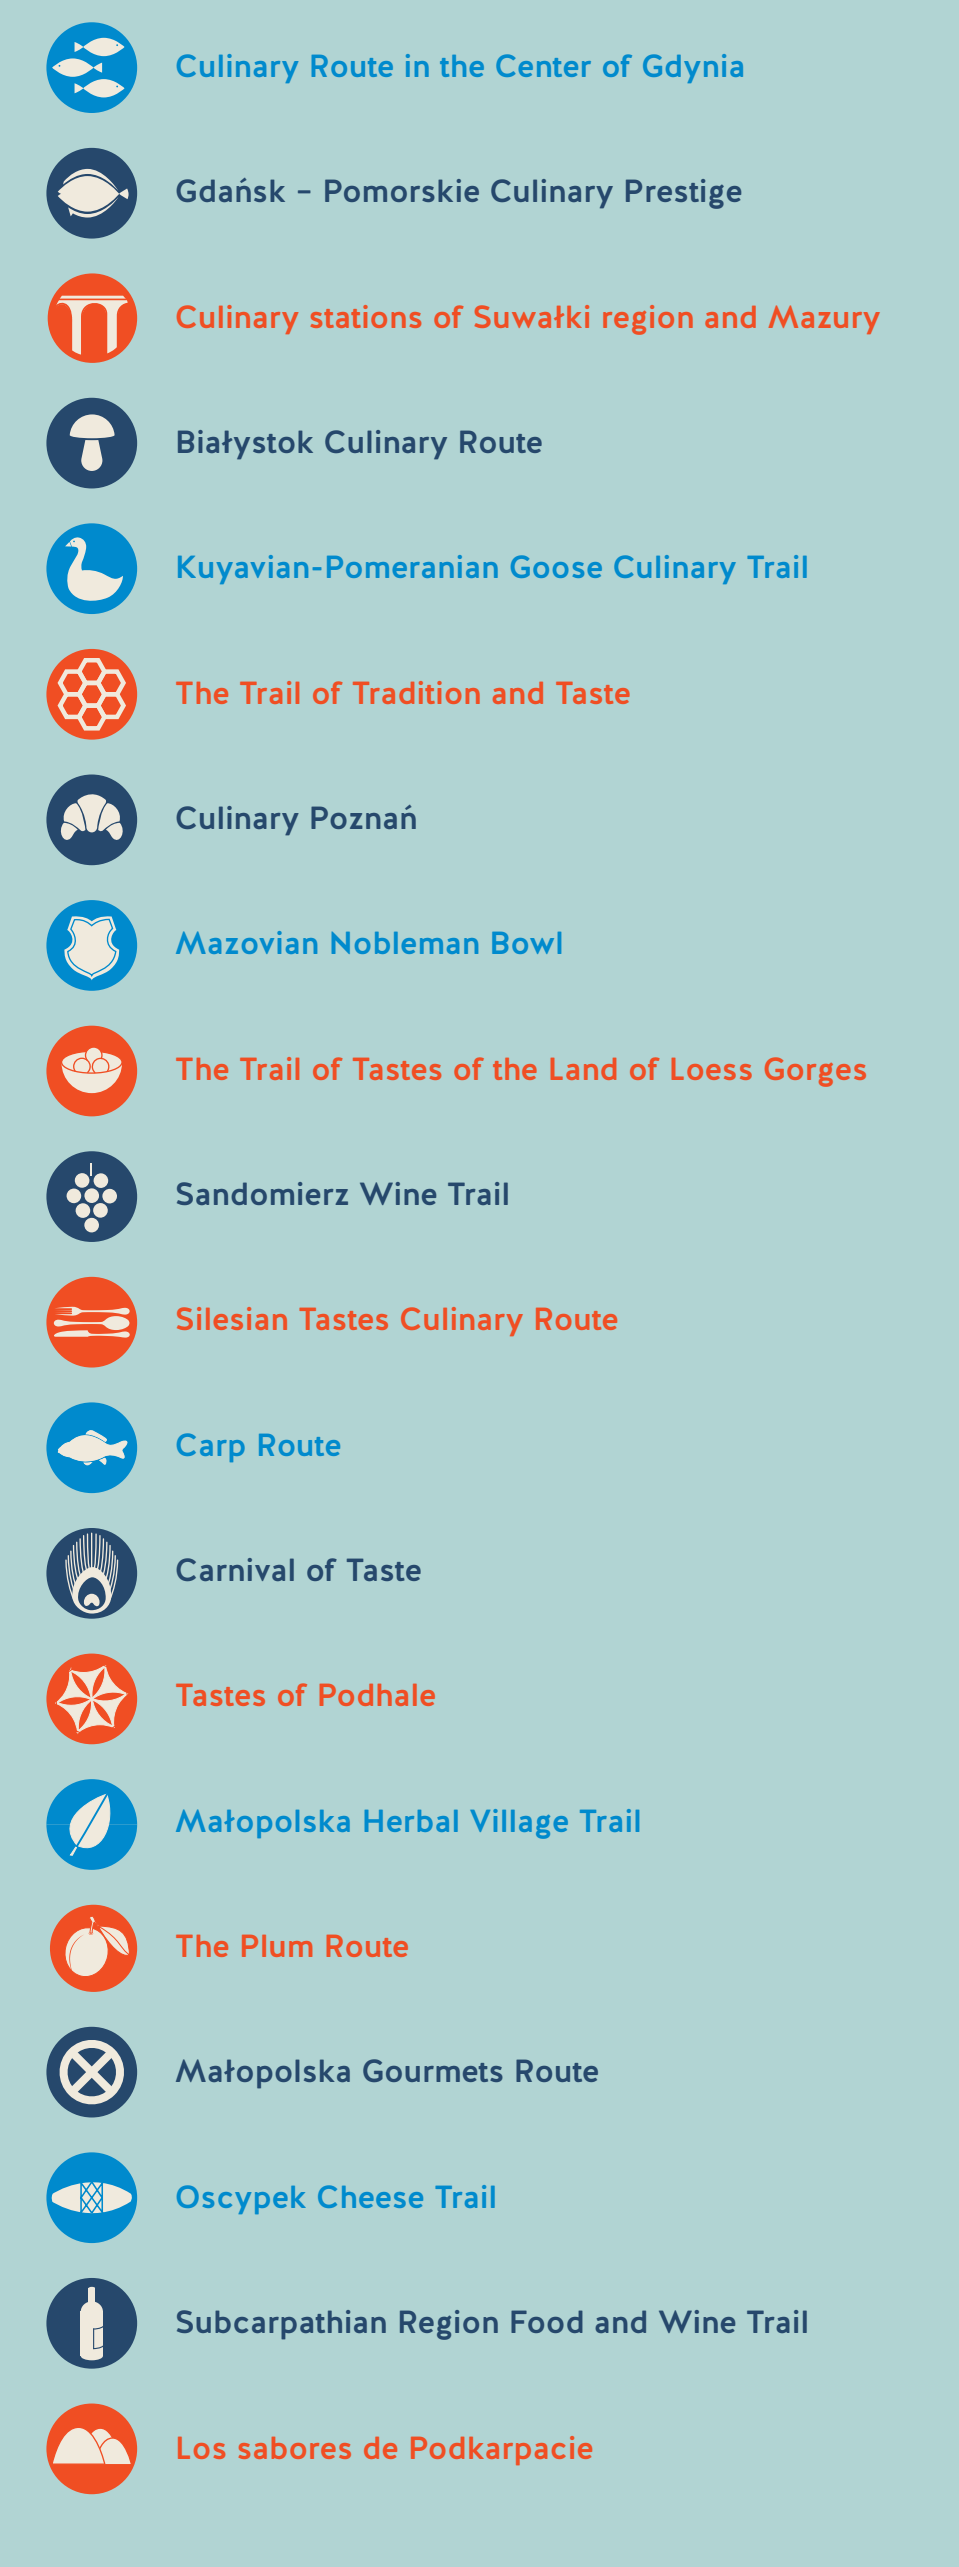 Culinary Route in the Center of Gdynia
Gdańsk – Pomorskie Culinary Prestige
Culinary stations of Suwałki region and Mazury
Białystok Culinary Route
Kuyavian-Pomeranian Goose Culinary Trail
The Trail of Tradition and Taste
Culinary Poznań
Mazovian Nobleman Bowl
The Trail of Tastes of the Land of Loess Gorges
Sandomierz Wine Trail
Silesian Tastes Culinary Route
Carp Route
Carnival of Taste
Tastes of Podhale
Małopolska Herbal Village Trail
The Plum Route
Małopolska Gourmets Route
Oscypek Cheese Trail
Subcarpathian Region Food and Wine Trail
Los sabores de Podkarpacie